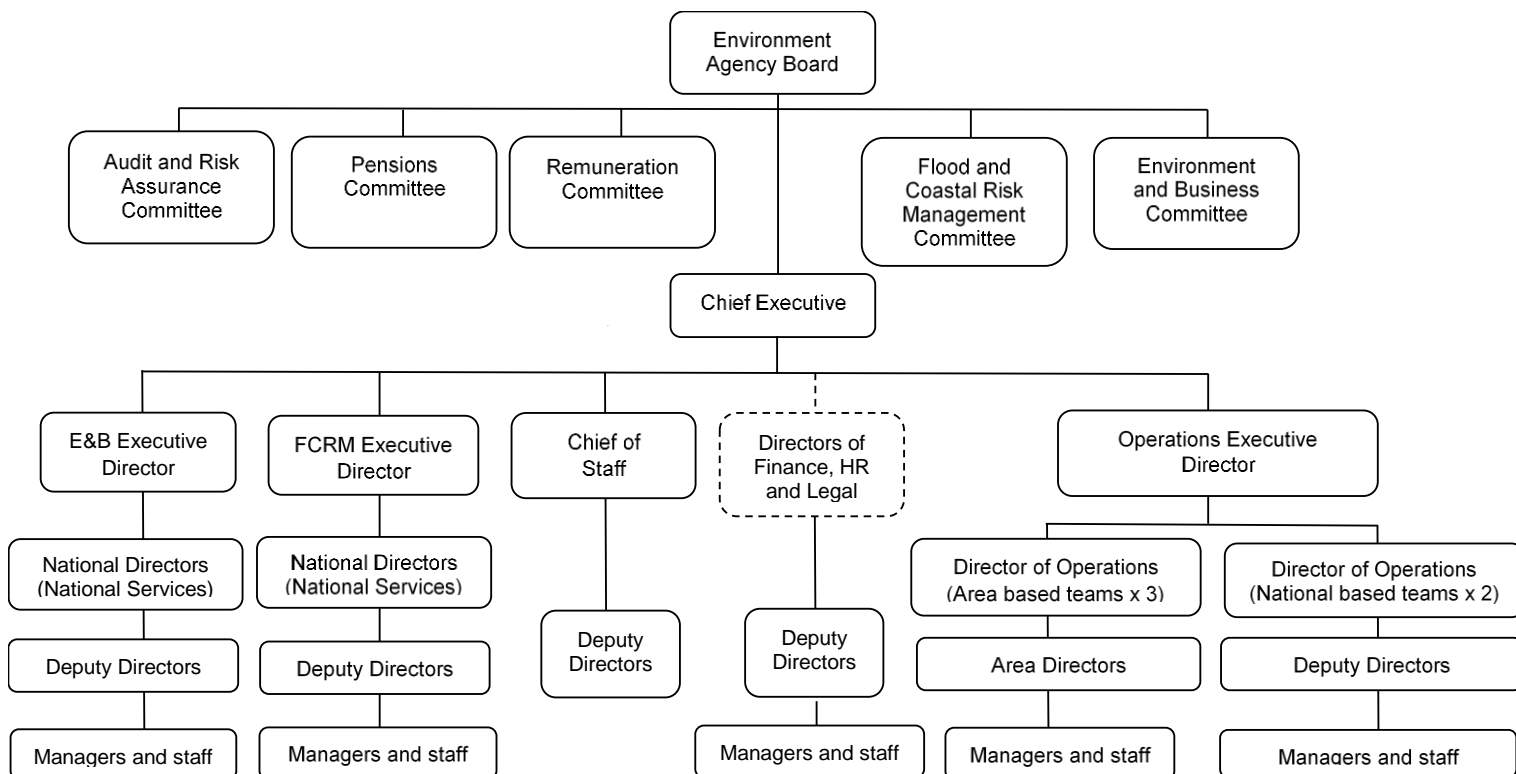 Environment
Agency Board
Audit and Risk
Assurance
Committee
Pensions
Committee
Remuneration
Committee
Flood and
Coastal Risk
Management
Committee
Environment
and Business
Committee
Chief Executive
E&B Executive
Director
FCRM Executive
Director
Chief of
Staff
Directors of
Finance, HR
and Legal
Operations Executive
Director
National Directors
(National Services)
National Directors
(National Services)
Director of Operations
(Area based teams x 3)
Director of Operations
(National based teams x 2)
Deputy Directors
Deputy Directors
Deputy
Directors
Deputy
Directors
Area Directors
Deputy Directors
Managers and staff
Managers and staff
Managers and staff
Managers and staff
Managers and staff